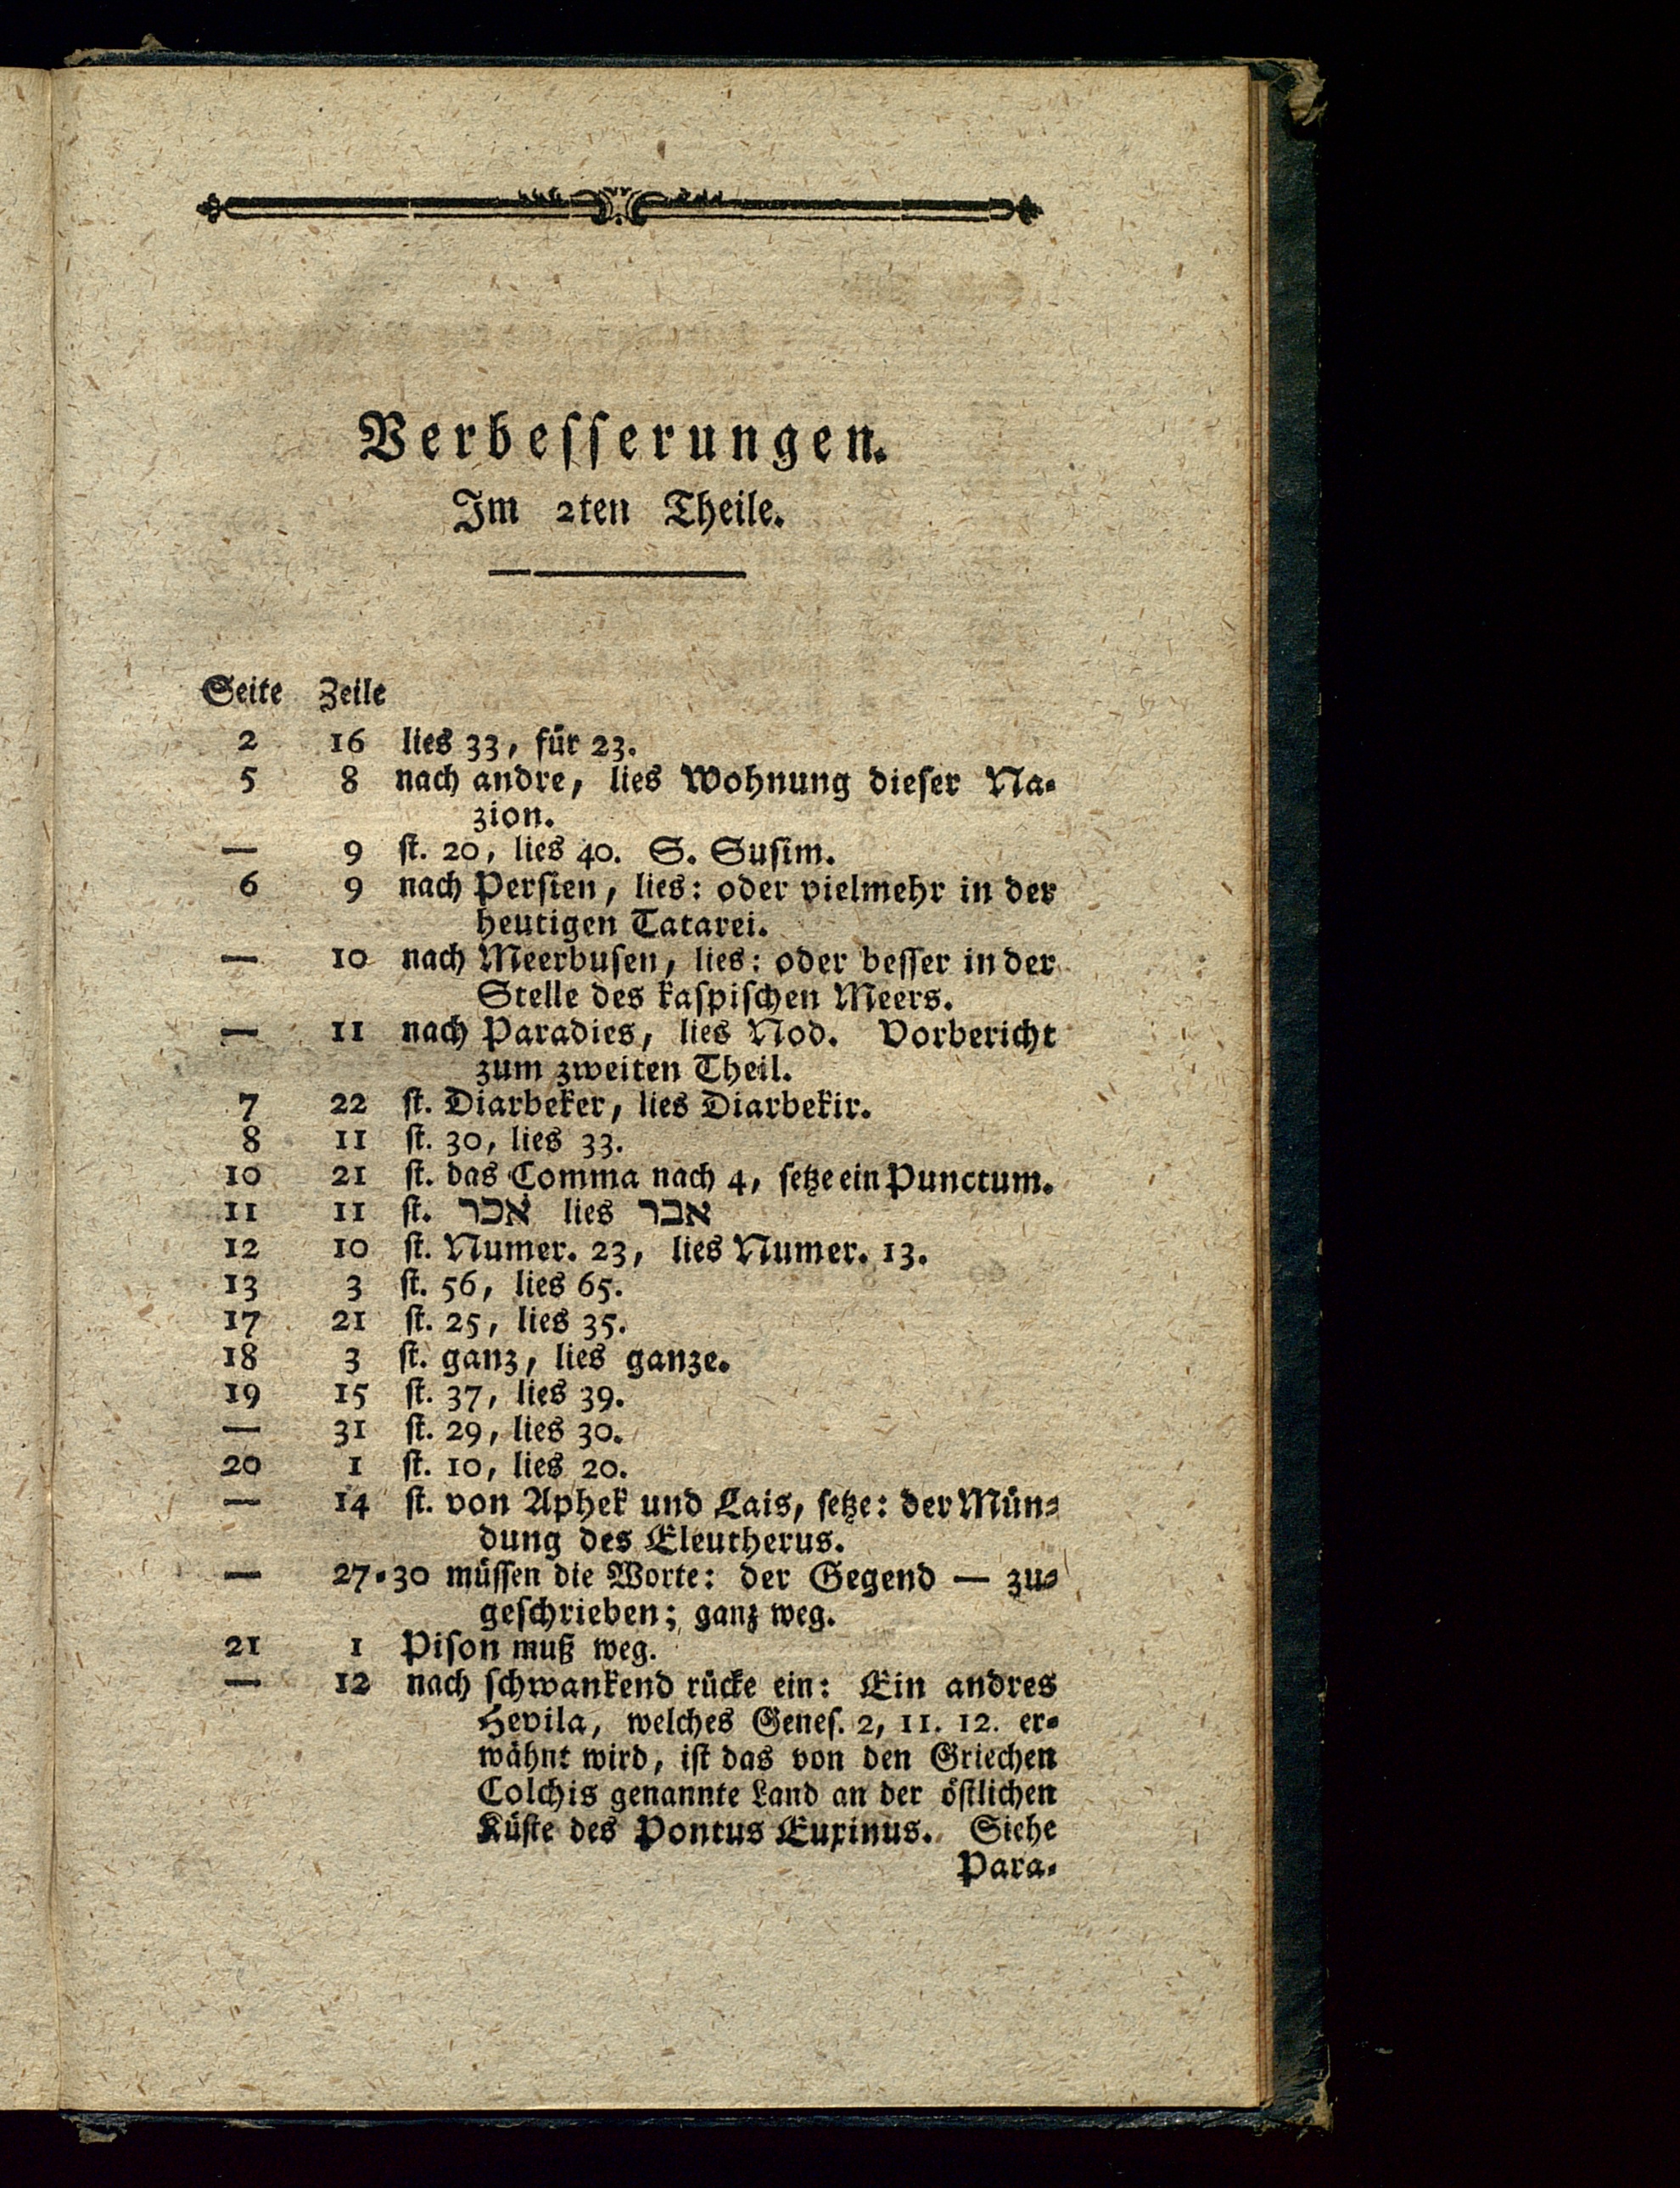 Verbesserungen.
Im 2ten Theile.
Seite Zeile
2 16 lies 33, für 23.
5 8 nach andre, lies Wohnung dieser Na-
zion.
— 9 st. 20, lies 40. S. Susim.
6 9 nach Persien, lies: oder vielmehr in der
heutigen Tatarei.
— 10 nach Meerbusen, lies: oder besser in der
Stelle des kaspischen Meers.
— 11 nach Paradies, lies Nod. Vorbericht
zum zweiten Theil.
7 22 st. Diarbeker, lies Diarbekir.
8 11 st. 30, lies 33.
10 21 st. das Comma nach 4, setze ein Punctum.
11 11 st. אכר lies אבר
12 10 st. Numer. 23, lies Numer. 13.
13 3 st. 56, lies 65.
17 21 st. 25, lies 35.
18 3 st. ganz, lies ganze.
19 15 st. 37, lies 39.
— 31 st. 29, lies 30.
20 1 st. 10, lies 20.
— 14 st. von Aphek und Lais, setze: der Mün-
dung des Eleutherus.
— 27-30 müssen die Worte: der Gegend — zu-
geschrieben; ganz weg.
21 1 Pison muß weg.
— 12 nach schwankend rücke ein: Ein andres
Hevila, welches Genes. 2, 11. 12. er-
wähnt wird, ist das von den Griechen
Colchis genannte Land an der östlichen
Küste des Pontus Euxinus. Siehe
Para-